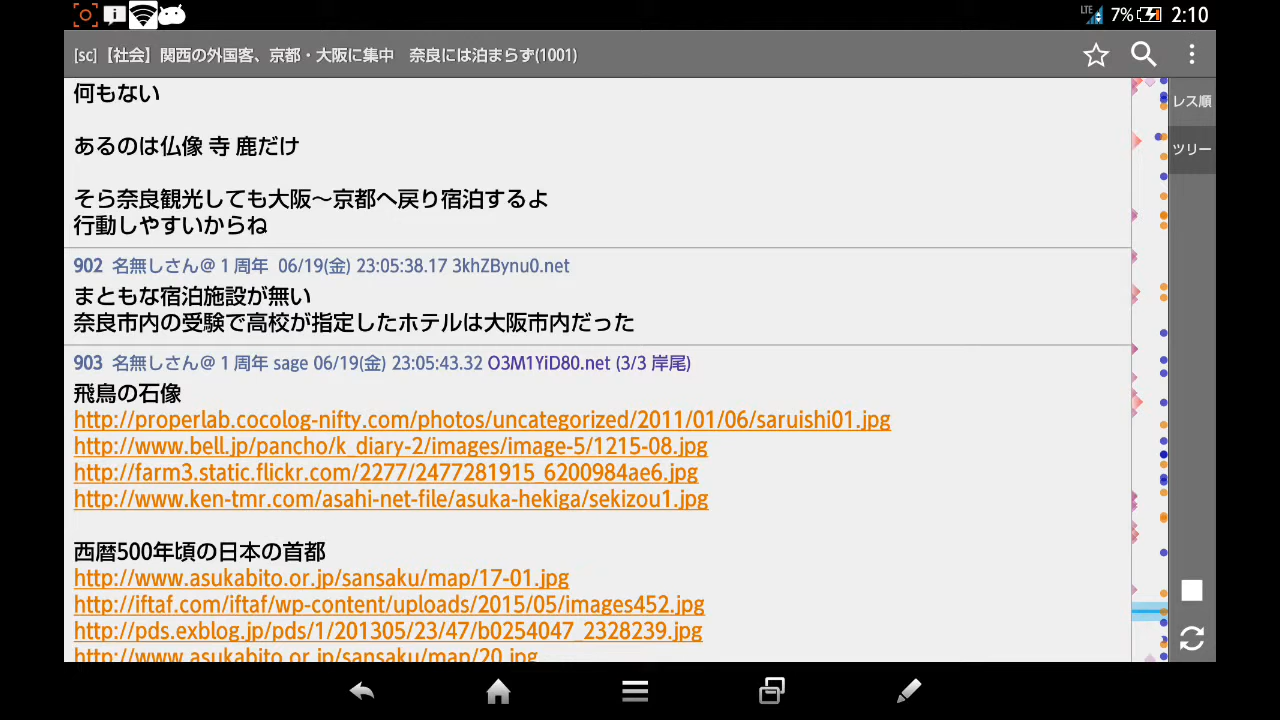 LTE 7% 2:10
[sc]【社会】関西の外国客、京都・大阪に集中　奈良には泊まらず(1001)
レス順
ツリー
何もない
あるのは仏像 寺 鹿だけ
そら奈良観光しても大阪～京都へ戻り宿泊するよ
行動しやすいからね
902 名無しさん＠１周年 06/19(金) 23:05:38.17 3khZBynu0.net
まともな宿泊施設が無い
奈良市内の受験で高校が指定したホテルは大阪市内だった
903 名無しさん＠１周年 sage 06/19(金) 23:05:43.32 O3M1YiD80.net (3/3 岸尾)
飛鳥の石像
http://properlab.cocolog-nifty.com/photos/uncategorized/2011/01/06/saruishi01.jpg
http://www.bell.jp/pancho/k_diary-2/images/image-5/1215-08.jpg
http://farm3.static.flickr.com/2277/2477281915_6200984ae6.jpg
http://www.ken-tmr.com/asahi-net-file/asuka-hekiga/sekizou1.jpg
西暦500年頃の日本の首都
http://www.asukabito.or.jp/sansaku/map/17-01.jpg
http://iftaf.com/iftaf/wp-content/uploads/2015/05/images452.jpg
http://pds.exblog.jp/pds/1/201305/23/47/b0254047_2328239.jpg
http://www.asukabito.or.jp/sansaku/map/20.jpg